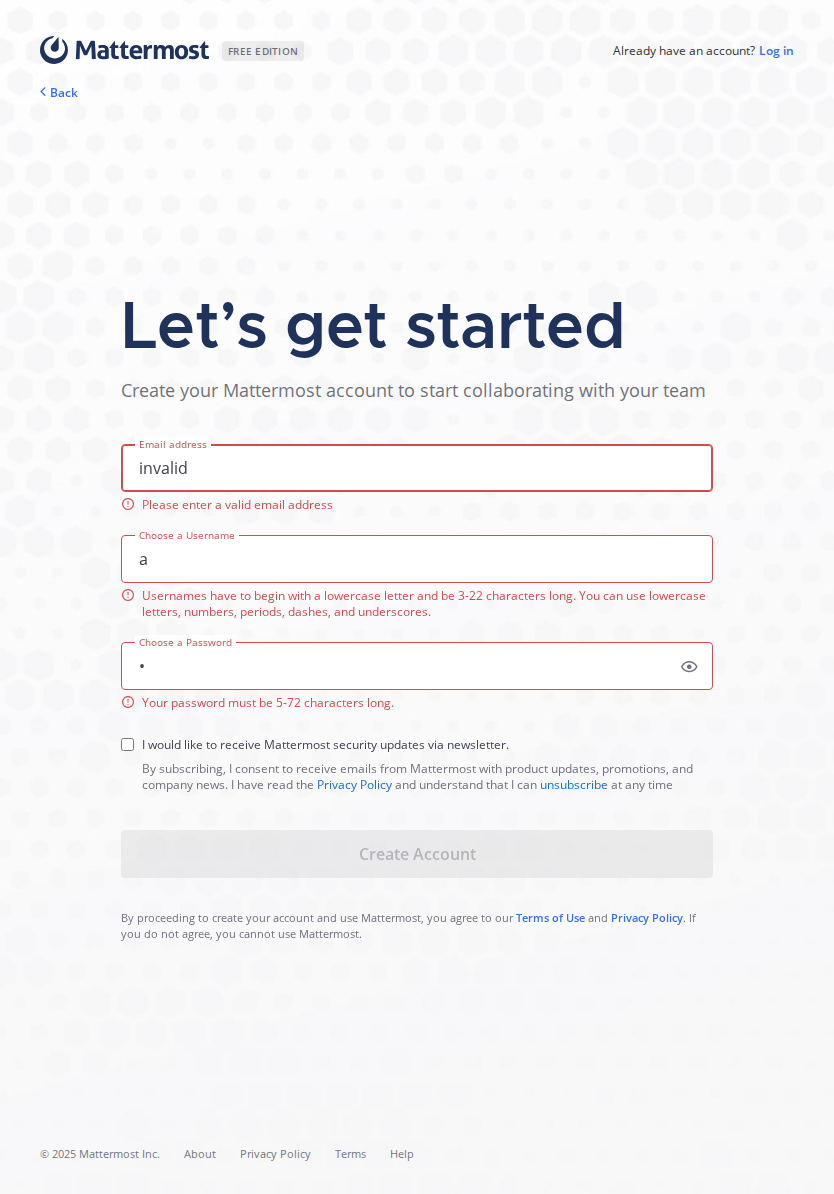 Mattermost FREE EDITION
Already have an account? Log in
Back
Let’s get started
Create your Mattermost account to start collaborating with your team
Email address
invalid
Please enter a valid email address
Choose a Username
a
Usernames have to begin with a lowercase letter and be 3-22 characters long. You can use lowercase
letters, numbers, periods, dashes, and underscores.
Choose a Password
•
Your password must be 5-72 characters long.
I would like to receive Mattermost security updates via newsletter.
By subscribing, I consent to receive emails from Mattermost with product updates, promotions, and
company news. I have read the Privacy Policy and understand that I can unsubscribe at any time
Create Account
By proceeding to create your account and use Mattermost, you agree to our Terms of Use and Privacy Policy. If
you do not agree, you cannot use Mattermost.
© 2025 Mattermost Inc. About Privacy Policy Terms Help